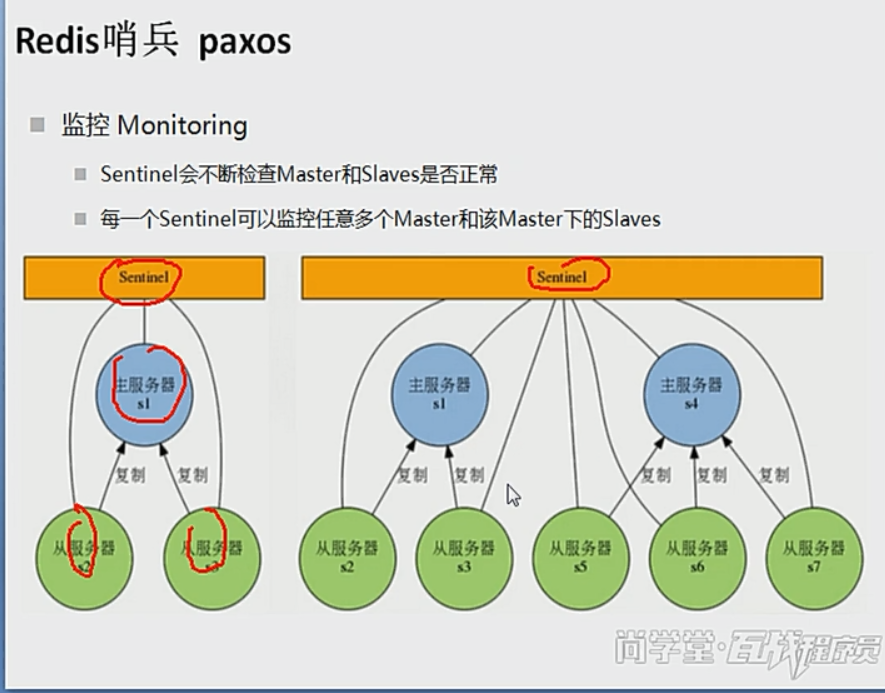 Redis哨兵 paxos
监控 Monitoring
Sentinel会不断检查Master和Slaves是否正常
每一个Sentinel可以监控任意多个Master和该Master下的Slaves
Sentinel
Sentinel
主服务器
s1
主服务器
s1
主服务器
s4
复制
复制
复制
复制
复制
复制
复制
从服务器
s2
从服务器
s3
从服务器
s2
从服务器
s3
从服务器
s5
从服务器
s6
从服务器
s7
尚学堂·百战程序员